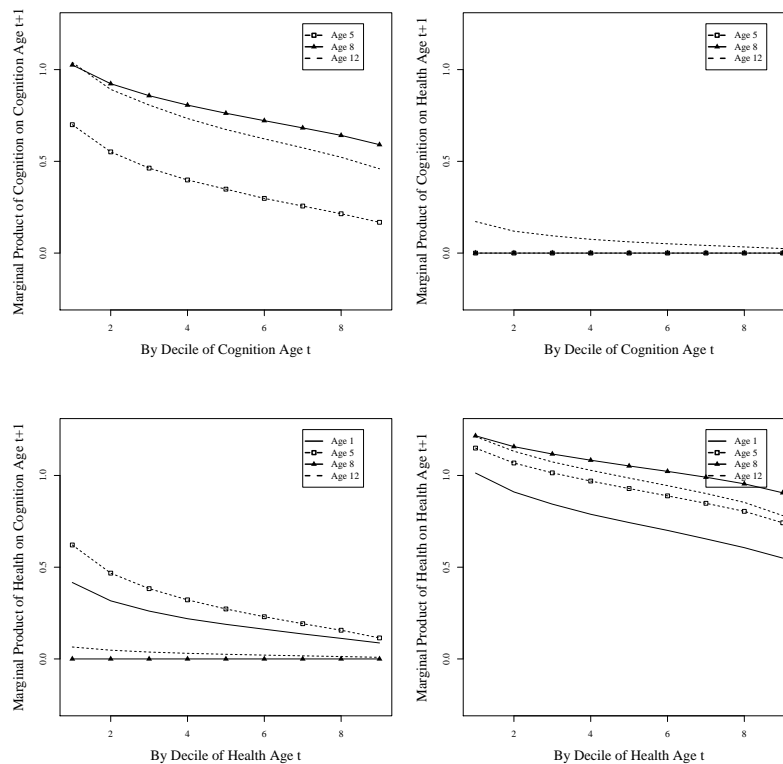 Marginal Product of Cognition on Cognition Age t+1
1.0
0.5
0.0
Age 5
Age 8
Age 12
2 4 6 8
By Decile of Cognition Age t
Marginal Product of Cognition on Health Age t+1
1.0
0.5
0.0
Age 5
Age 8
Age 12
2 4 6 8
By Decile of Cognition Age t
Marginal Product of Health on Cognition Age t+1
1.0
0.5
0.0
Age 1
Age 5
Age 8
Age 12
2 4 6 8
By Decile of Health Age t
Marginal Product of Health on Health Age t+1
1.0
0.5
0.0
Age 1
Age 5
Age 8
Age 12
2 4 6 8
By Decile of Health Age t